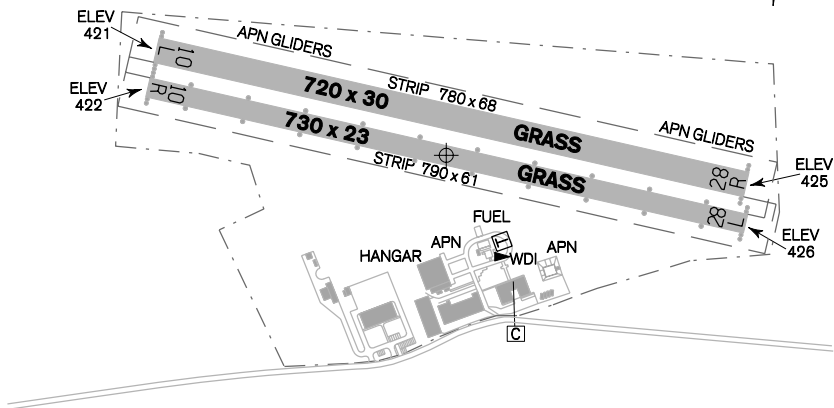 ELEV
421
APN GLIDERS
10
L
ELEV
422
10
R
720 x 30
STRIP 780 x 68
GRASS
APN GLIDERS
730 x 23
STRIP 790 x 61
GRASS
28
R
ELEV
425
28
L
ELEV
426
FUEL
APN
HANGAR
T
WDI
APN
C